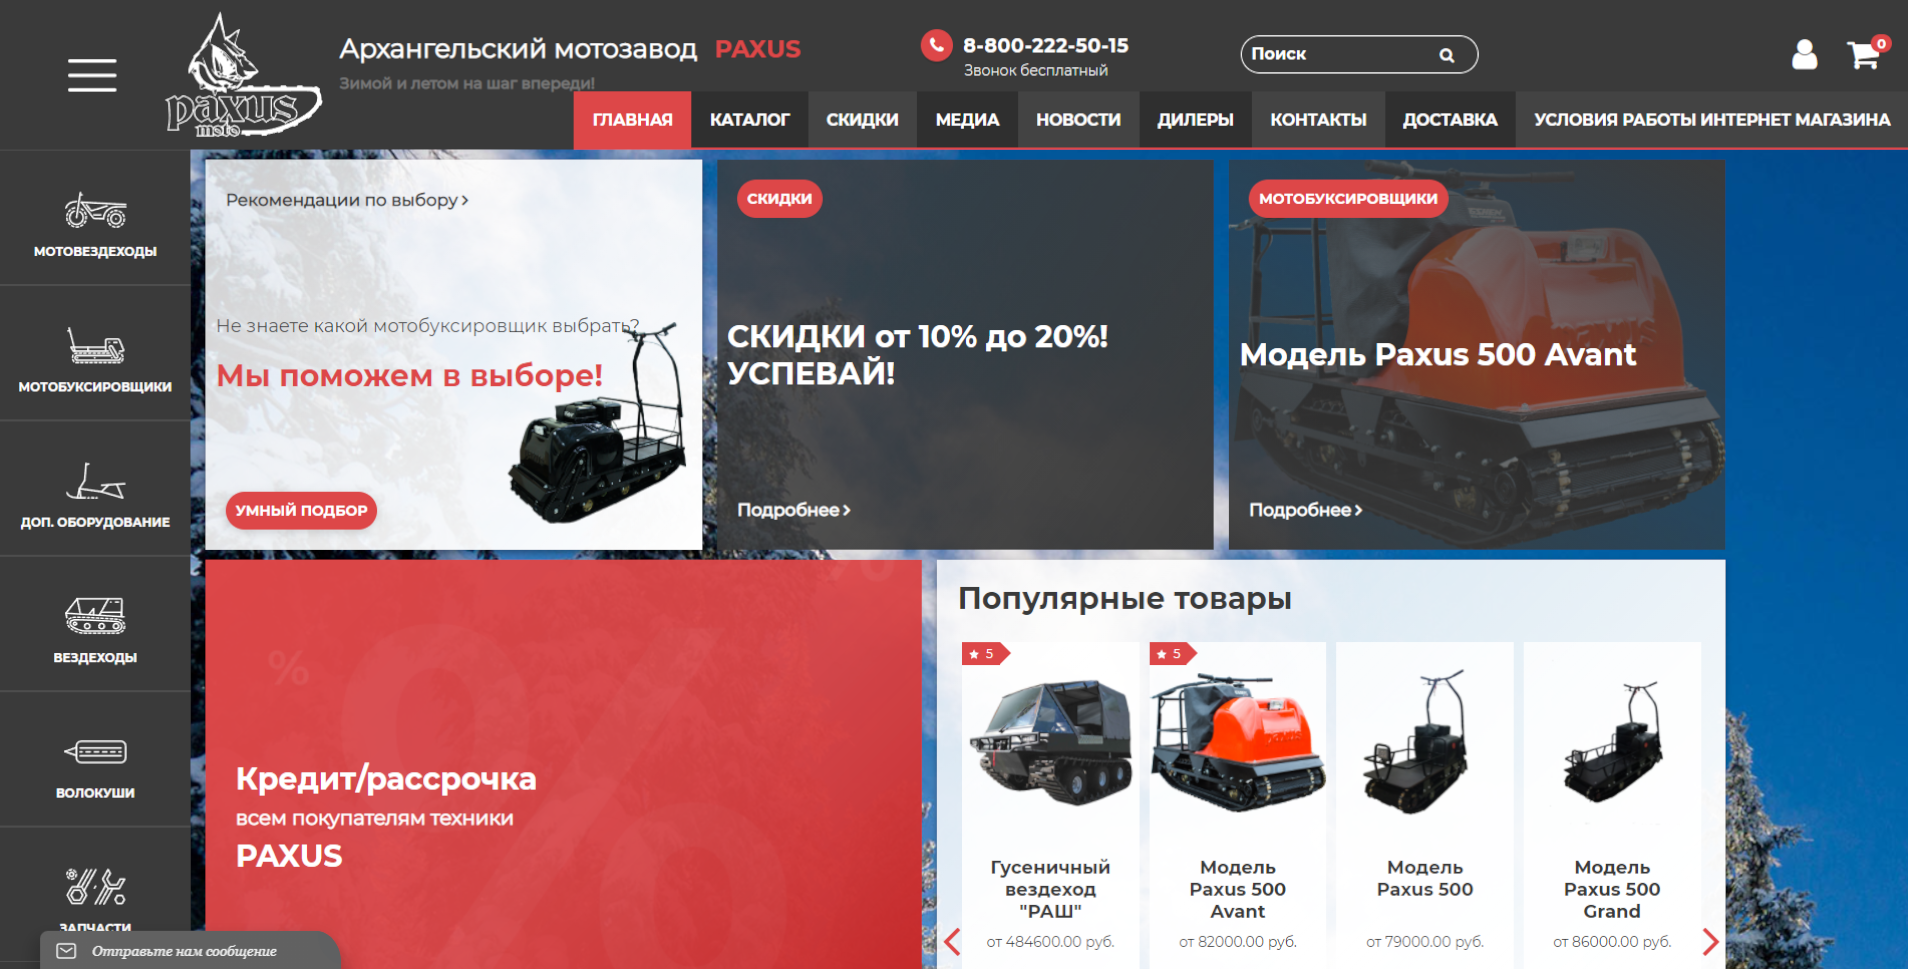 paxus
moto
Архангельский мотозавод PAXUS
Зимой и летом на шаг впереди!
8-800-222-50-15
Звонок бесплатный
Поиск
0
ГЛАВНАЯ
КАТАЛОГ
СКИДКИ
МЕДИА
НОВОСТИ
ДИЛЕРЫ
КОНТАКТЫ
ДОСТАВКА
УСЛОВИЯ РАБОТЫ ИНТЕРНЕТ МАГАЗИНА
МОТОВЕЗДЕХОДЫ
МОТОБУКСИРОВЩИКИ
ДОП. ОБОРУДОВАНИЕ
ВЕЗДЕХОДЫ
ВОЛОКУШИ
ЗАПЧАСТИ
Отправьте нам сообщение
Рекомендации по выбору
Не знаете какой мотобуксировщик выбрать?
Мы поможем в выборе!
УМНЫЙ ПОДБОР
СКИДКИ
СКИДКИ от 10% до 20%!
УСПЕВАЙ!
Подробнее
МОТОБУКСИРОВЩИКИ
Модель Paxus 500 Avant
Подробнее
%
%
Кредит/рассрочка
всем покупателям техники
PAXUS
Популярные товары
5
Гусеничный
вездеход
"РАШ"
от 484600.00 руб.
5
Модель
Paxus 500
Avant
от 82000.00 руб.
Модель
Paxus 500
от 79000.00 руб.
Модель
Paxus 500
Grand
от 86000.00 руб.